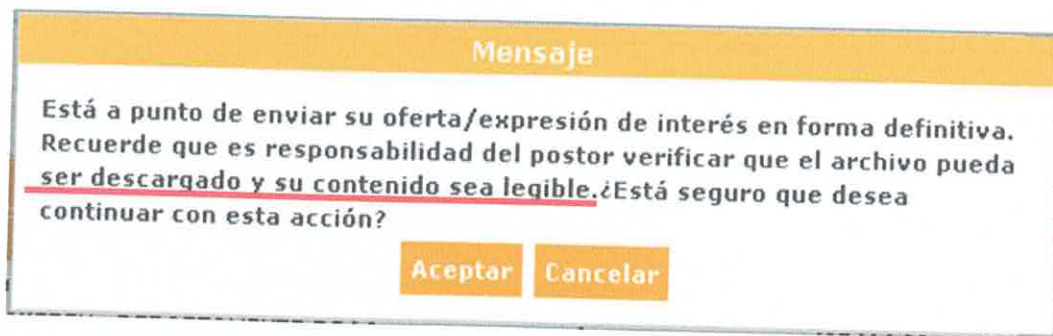 Mensaje
Está a punto de enviar su oferta/expresión de interés en forma definitiva.
Recuerde que es responsabilidad del postor verificar que el archivo pueda
ser descargado y su contenido sea legible.¿Está seguro que desea
continuar con esta acción?
Aceptar Cancelar